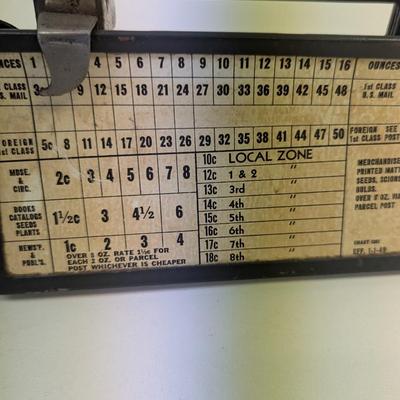 OUNCES 1 4 5 6 7 8 9 10 11 12 13 14 15 16 OUNCES
CLASS 9 12 15 18 21 24 27 30 33 36 39 42 45 48 1st CLASS
S. MAIL U.S. MAIL
FOREIGN 5c 8 11 14 17 20 23 26 29 32 35 38 41 44 47 50 FOREIGN SEE
1st CLASS 1st CLASS POST
MDSE. & CIRC. 2c 3 4 5 6 7 8
BOOKS CATALOGS SEEDS PLANTS 1½c 3 4½ 6
NEWSP. & PUBL'S. 1c 2 3 4
OVER 8 OZ. RATE 1½c FOR
EACH 2 OZ. OR PARCEL
POST WHICHEVER IS CHEAPER
10c LOCAL ZONE
12c 1 & 2 "
13c 3rd "
14c 4th "
15c 5th "
16c 6th "
17c 7th "
18c 8th "
MERCHANDISE
PRINTED MATT
SEEDS, SCIONS
BULBS.
OVER 8 OZ. VIA
PARCEL POST
EFF. 1-1-49